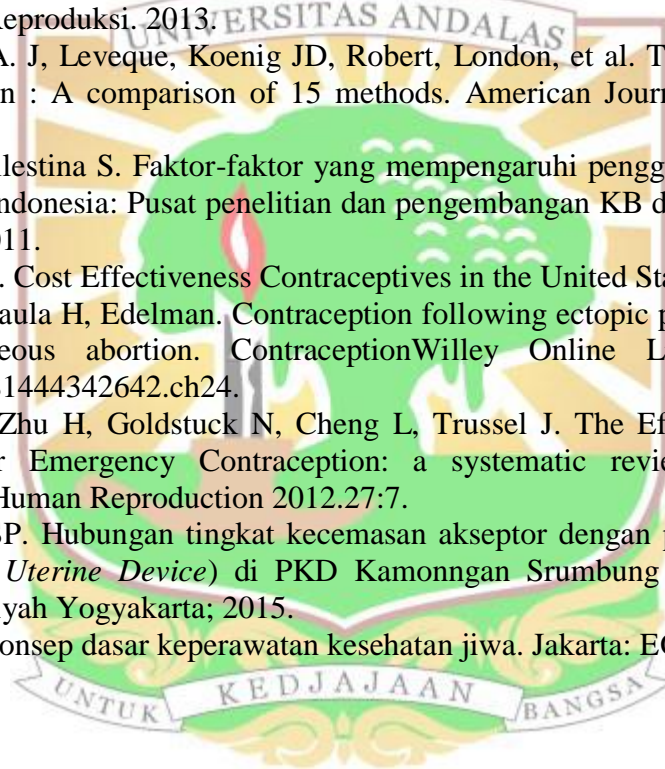 Reproduksi. 2013.
UNIVERSITAS ANDALAS
A. J, Leveque, Koenig JD, Robert, London, et al. T
n : A comparison of 15 methods. American Journ
lestina S. Faktor-faktor yang mempengaruhi pengg
Indonesia: Pusat penelitian dan pengembangan KB d
011.
. Cost Effectiveness Contraceptives in the United Sta
aula H, Edelman. Contraception following ectopic p
eous abortion. ContraceptionWilley Online L
1444342642.ch24.
Zhu H, Goldstuck N, Cheng L, Trussel J. The Ef
r Emergency Contraception: a systematic revie
Human Reproduction 2012.27:7.
SP. Hubungan tingkat kecemasan akseptor dengan p
Uterine Device) di PKD Kamonngan Srumbung
yah Yogyakarta; 2015.
onsep dasar keperawatan kesehatan jiwa. Jakarta: EG
UNTUK KEDJAJAAN BANGSA